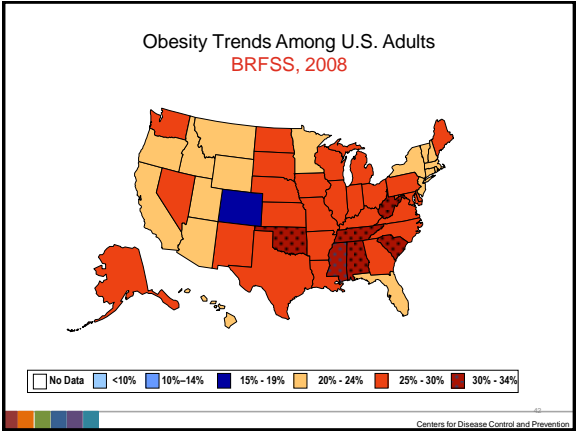 Obesity Trends Among U.S. Adults
BRFSS, 2008
No Data <10% 10%–14% 15% - 19% 20% - 24% 25% - 30% 30% - 34%
42
Centers for Disease Control and Prevention